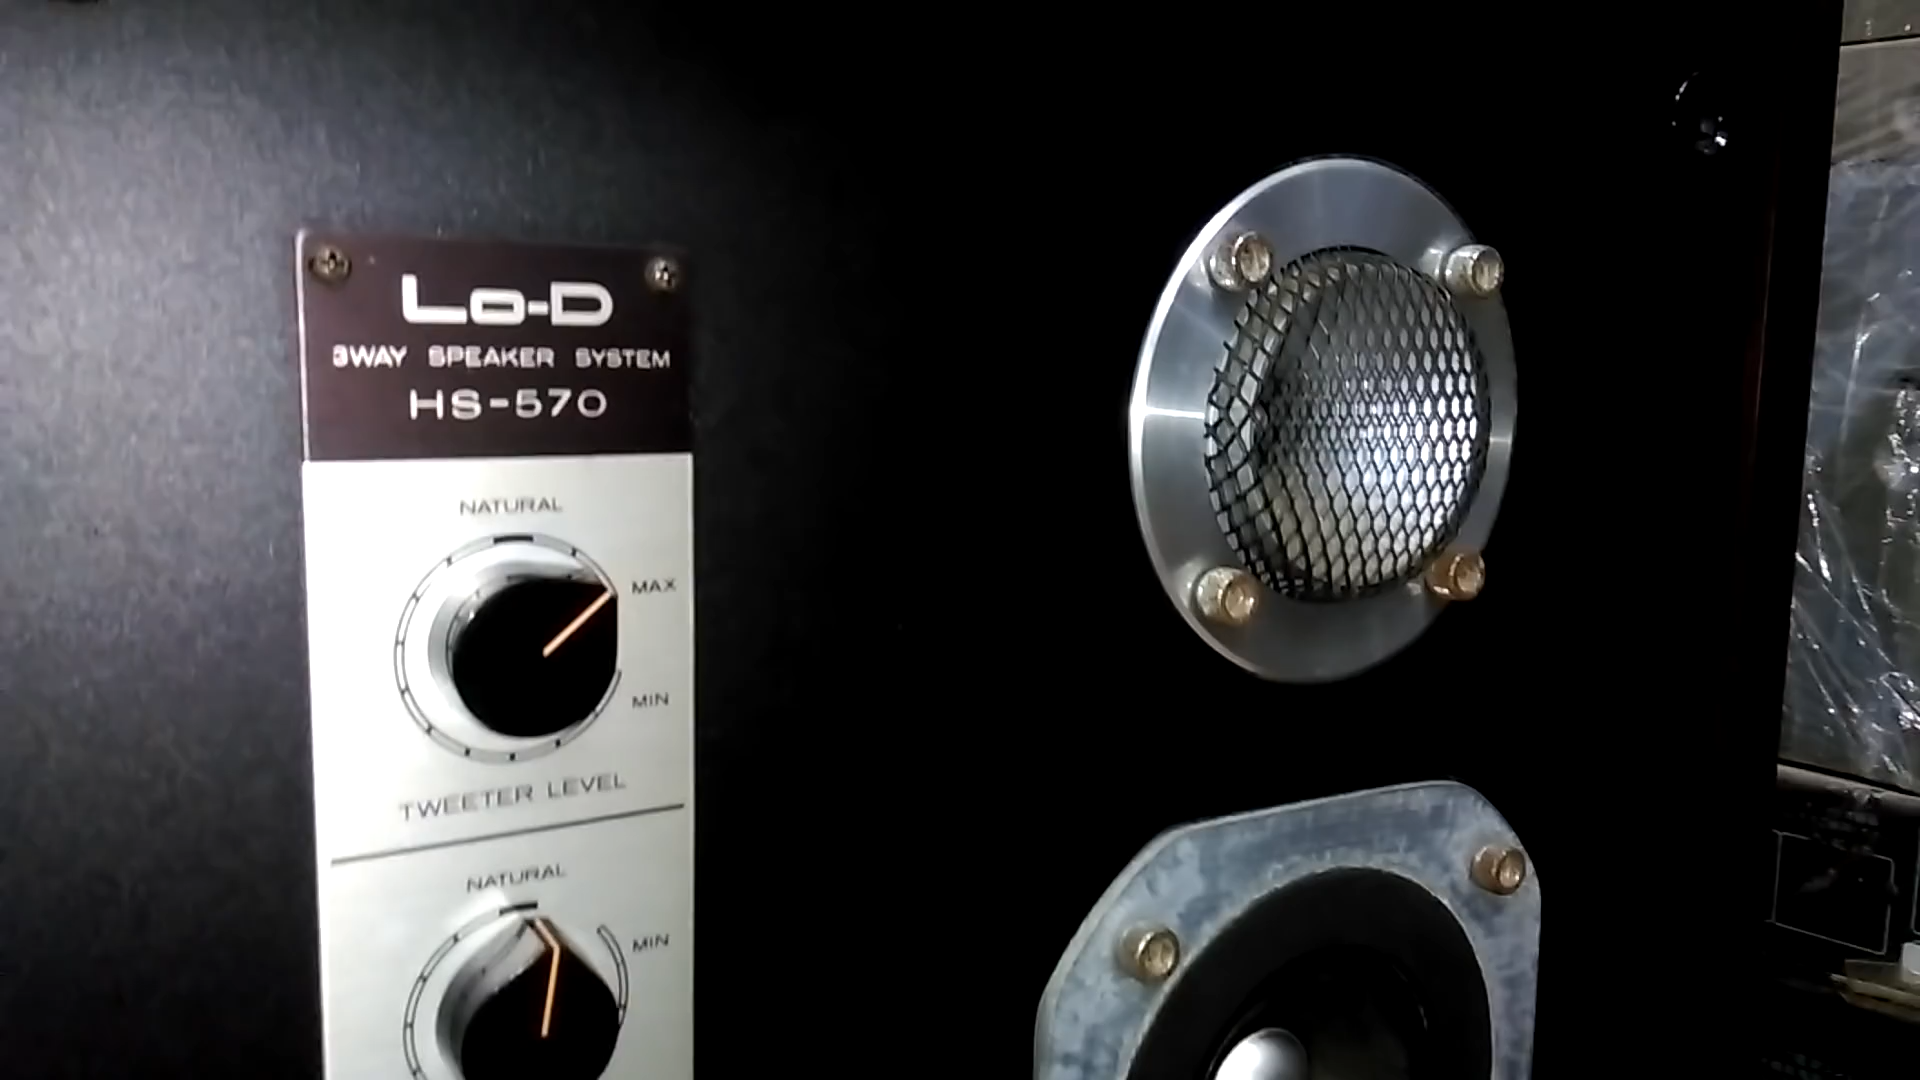 Lo-D
3WAY SPEAKER SYSTEM
HS-570
NATURAL
MAX
MIN
TWEETER LEVEL
NATURAL
MIN